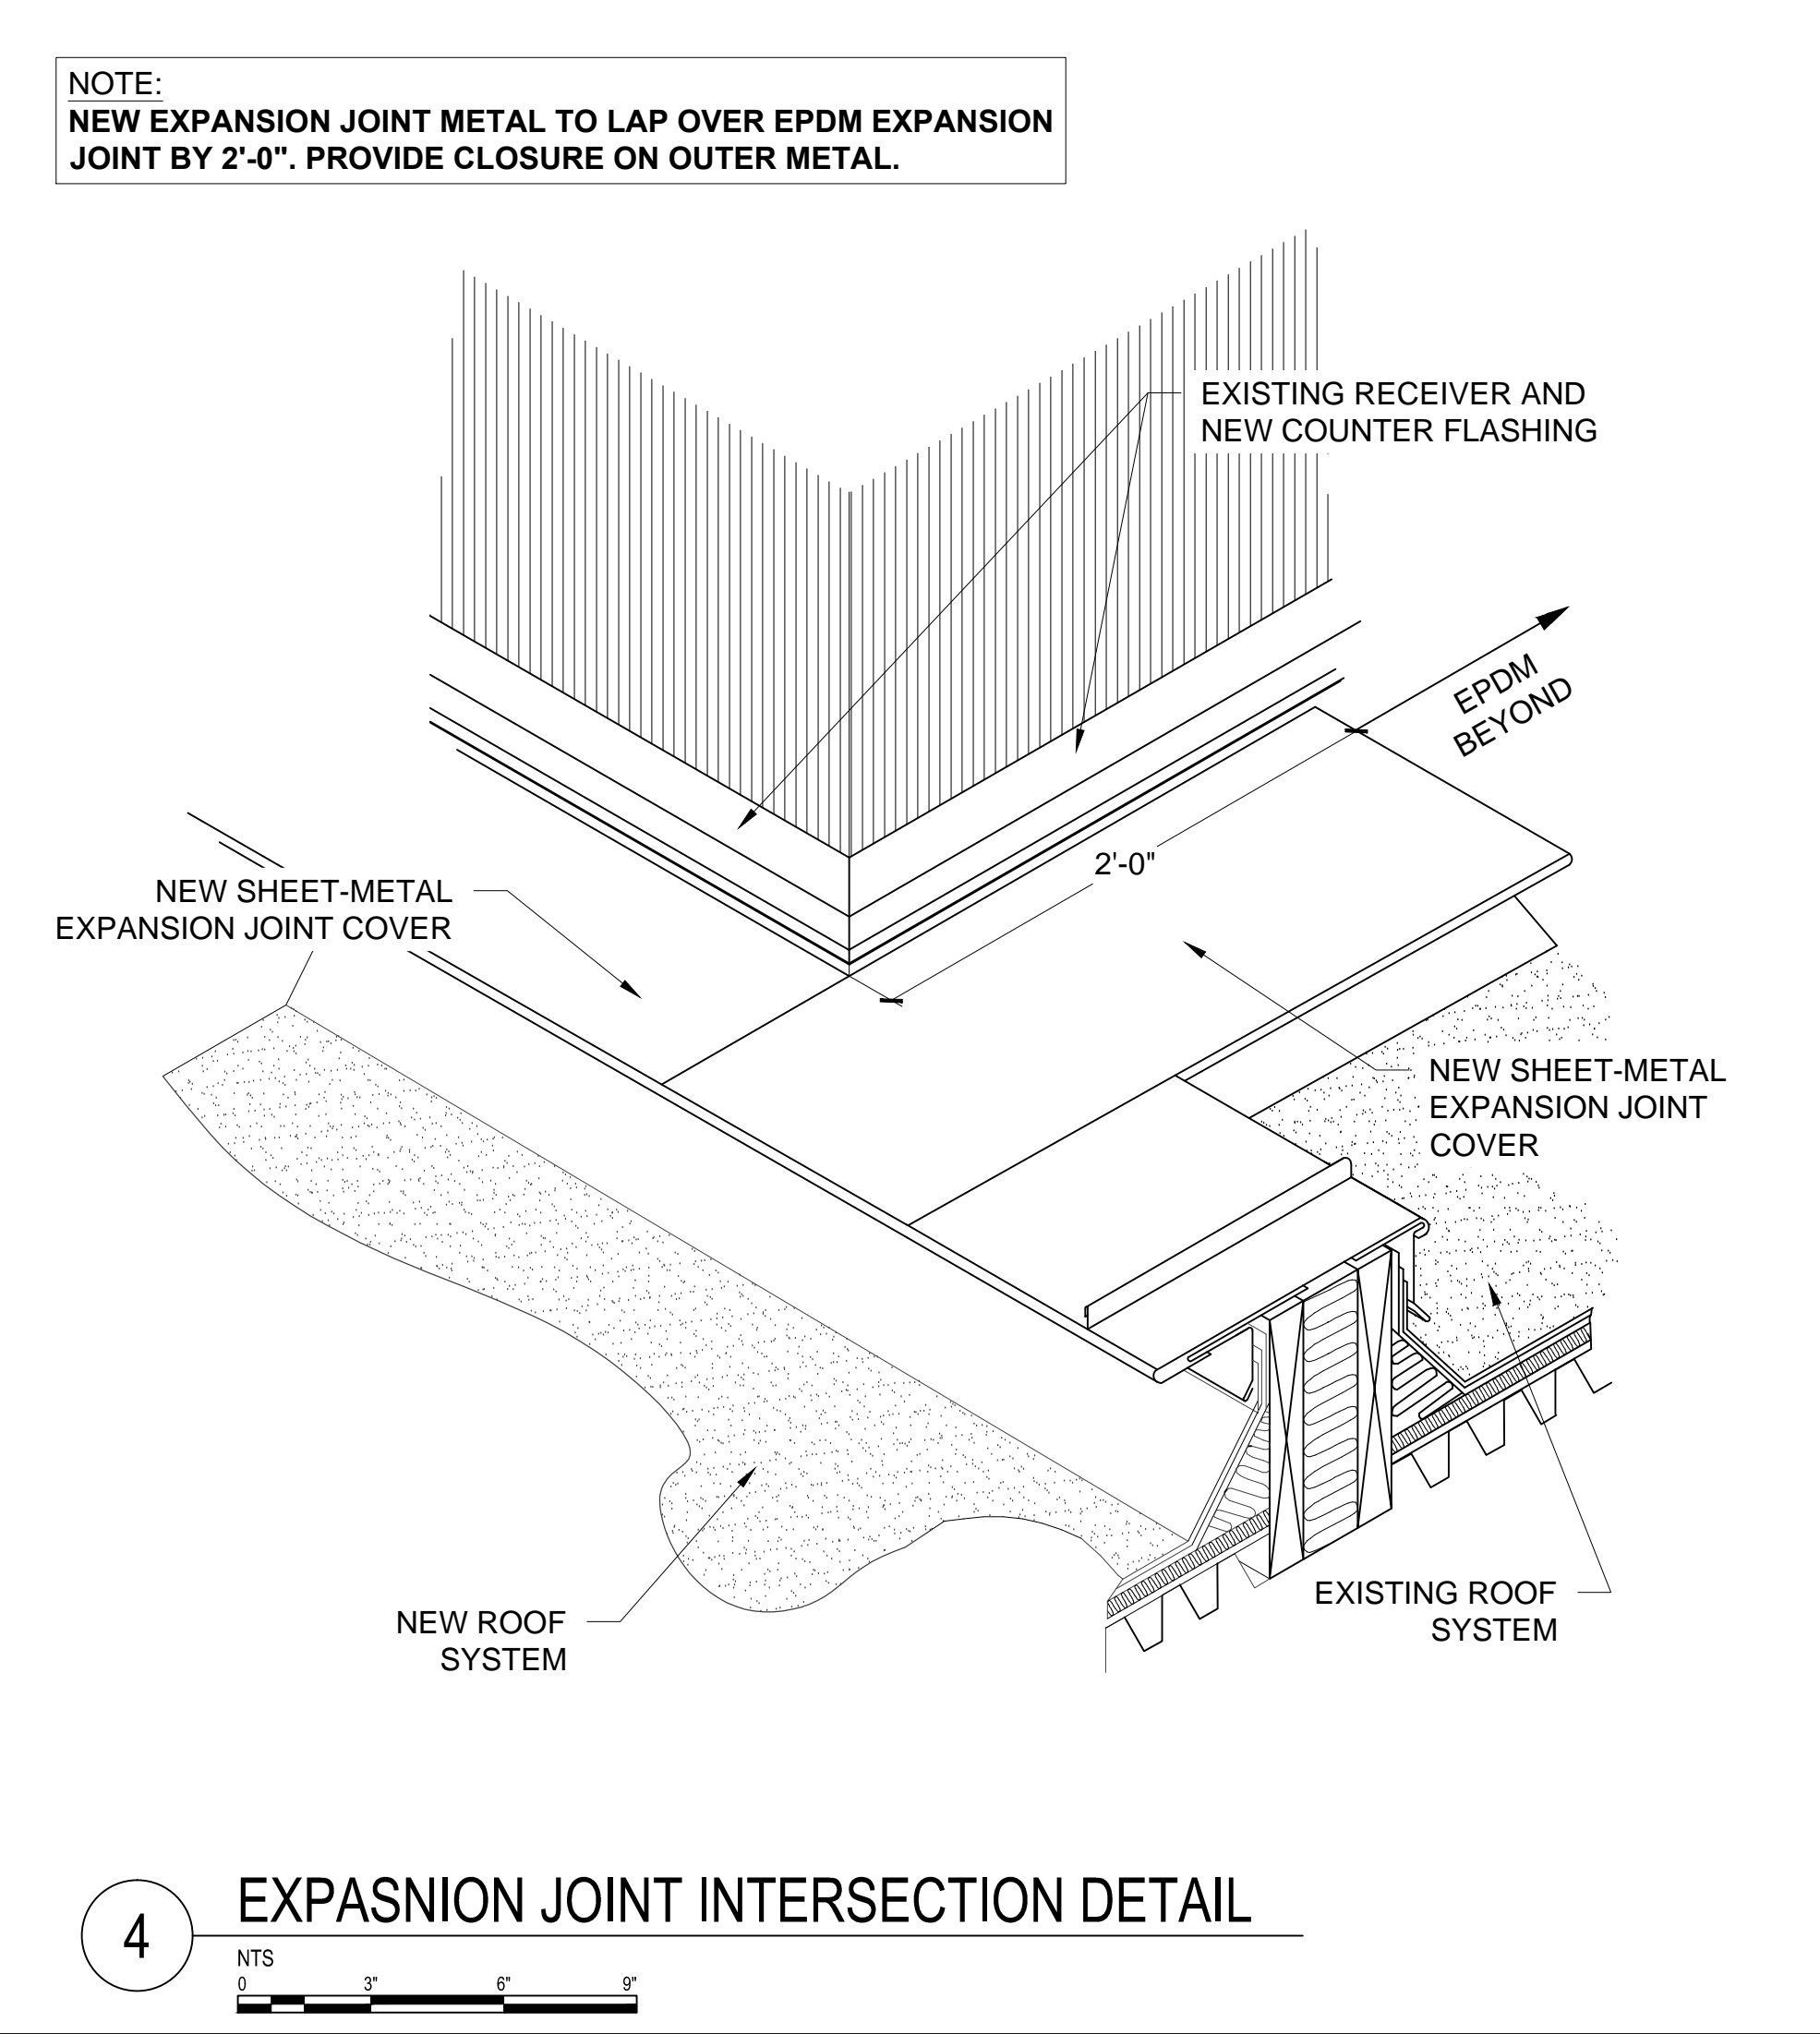 NOTE:
NEW EXPANSION JOINT METAL TO LAP OVER EPDM EXPANSION
JOINT BY 2'-0". PROVIDE CLOSURE ON OUTER METAL.
EXISTING RECEIVER AND
NEW COUNTER FLASHING
EPDM
BEYOND
2'-0"
NEW SHEET-METAL
EXPANSION JOINT COVER
NEW SHEET-METAL
EXPANSION JOINT
COVER
EXISTING ROOF
SYSTEM
NEW ROOF
SYSTEM
4
EXPASNION JOINT INTERSECTION DETAIL
NTS
0 3" 6" 9"